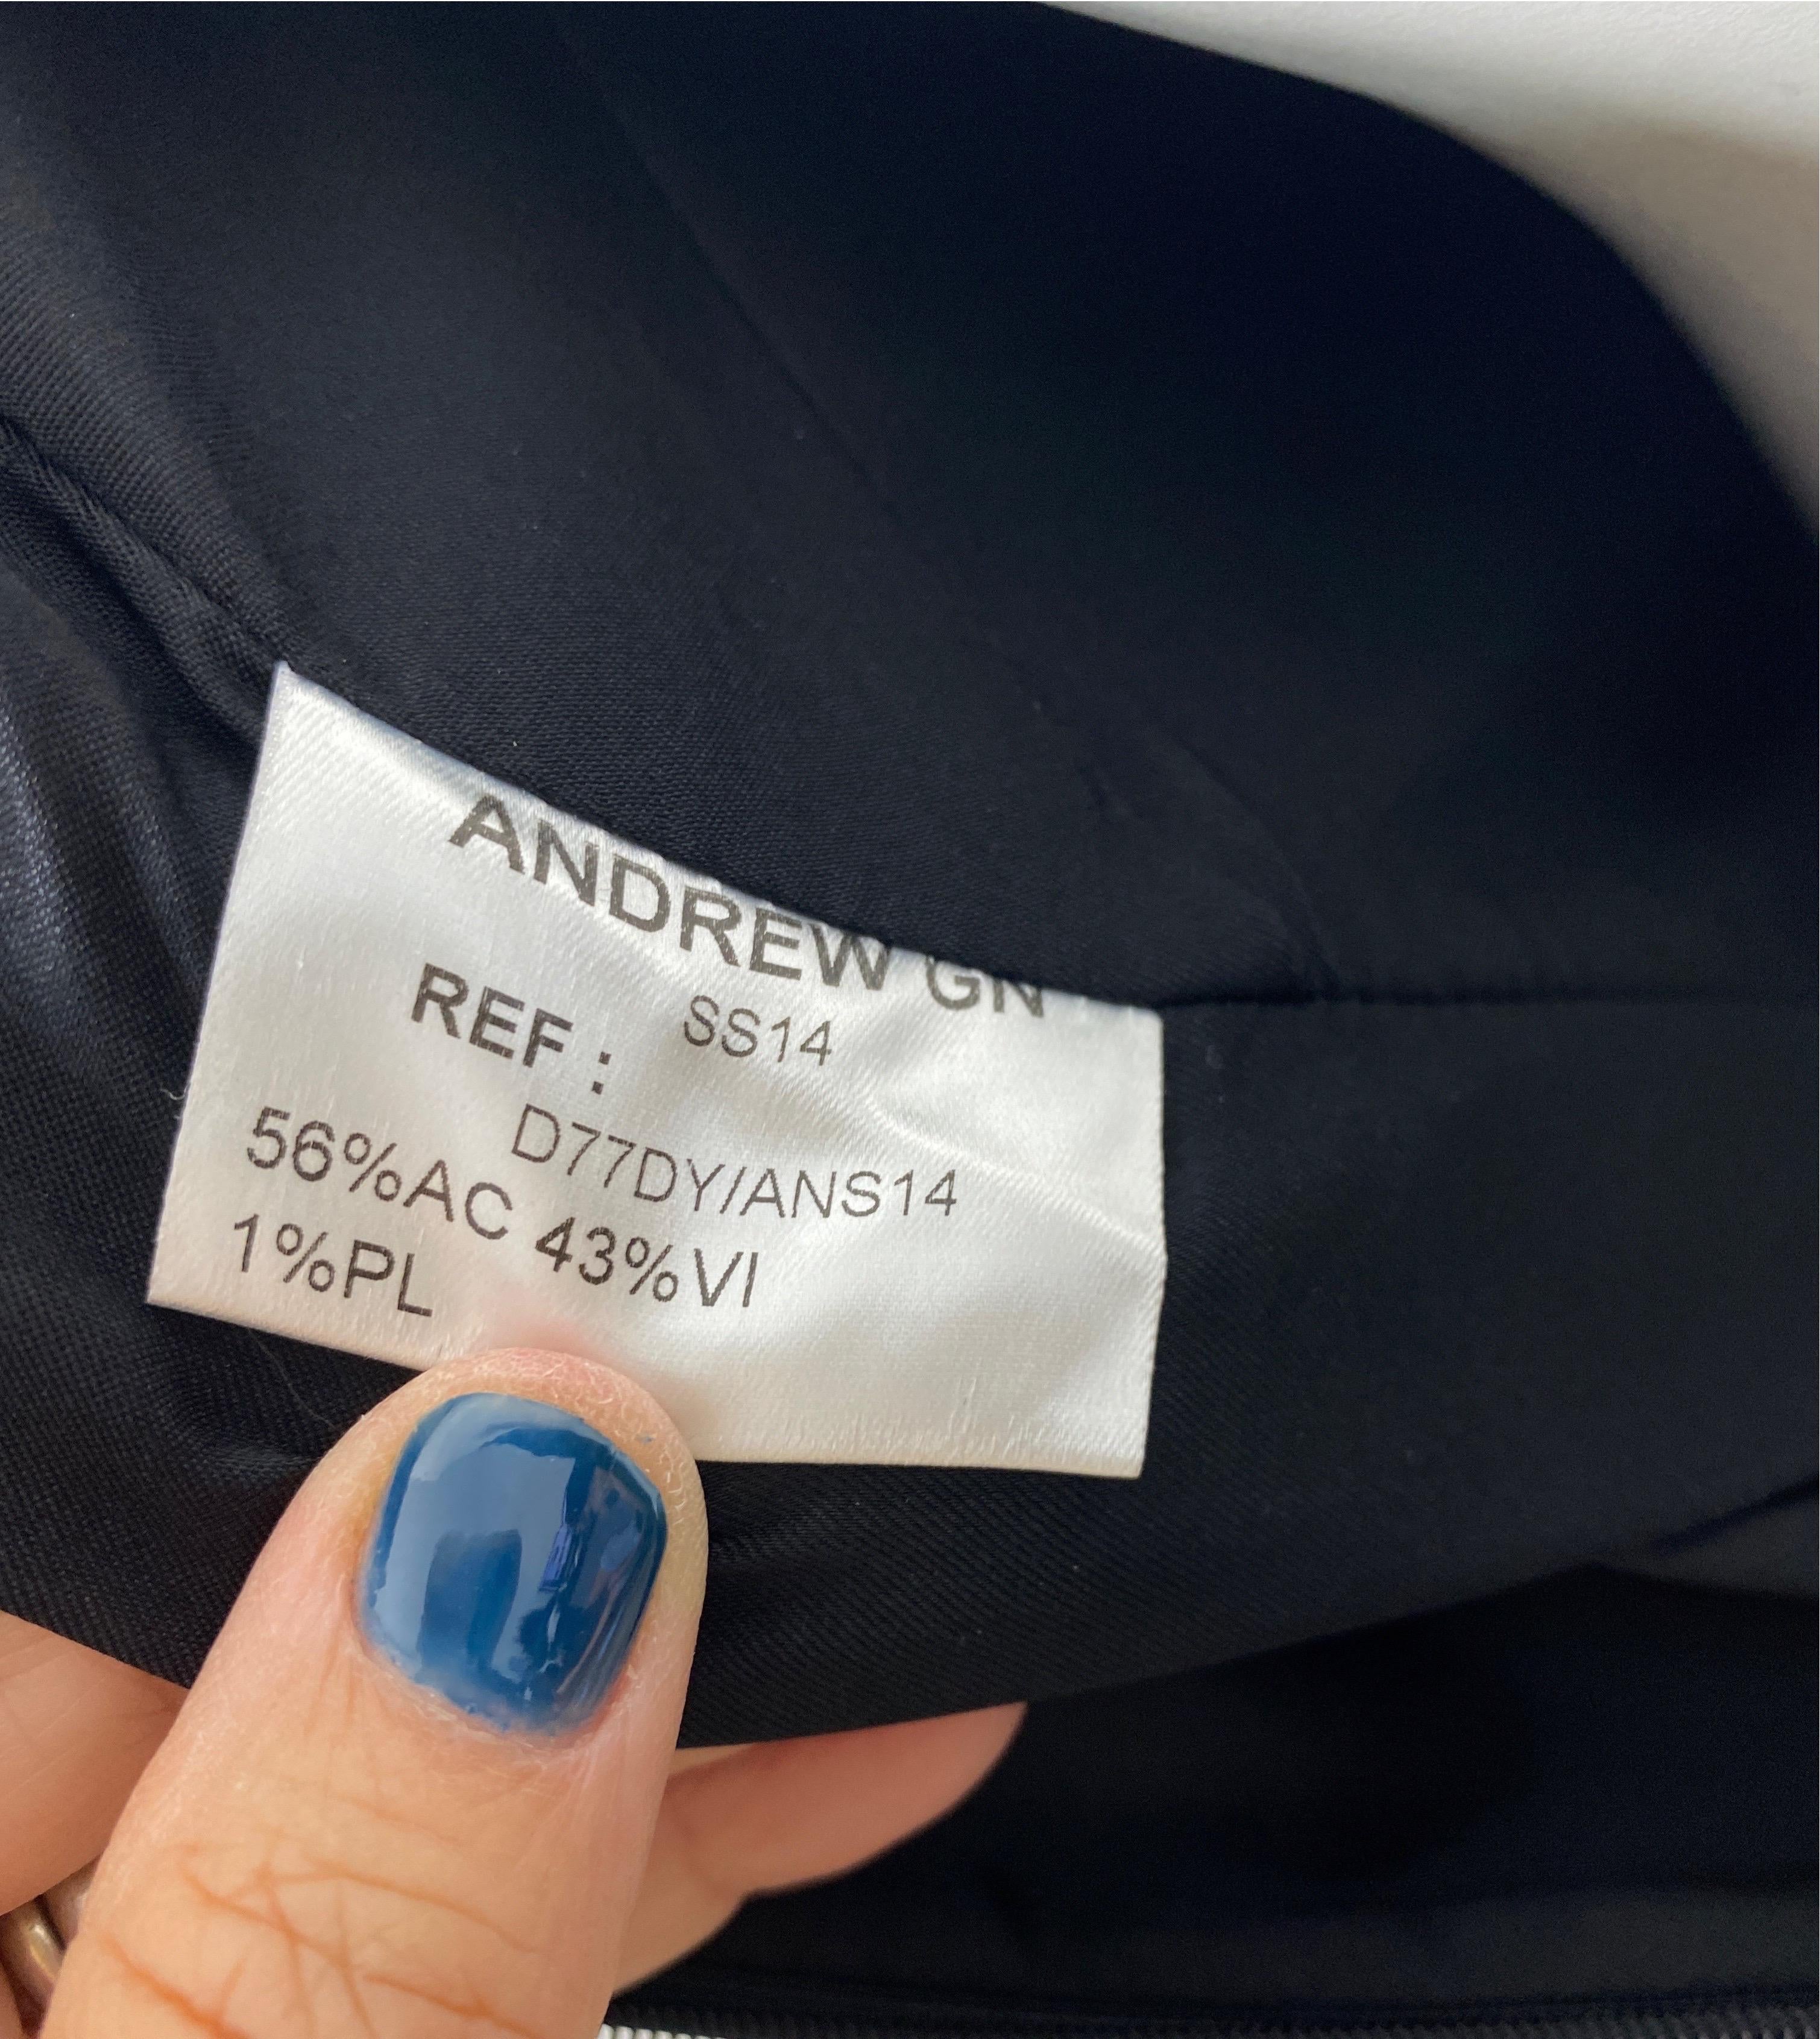 ANDREW GN
REF : SS14
D77DY/ANS14
56%AC 43%VI
1%PL